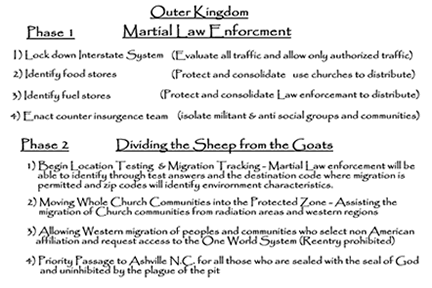 Outer Kingdom
Phase 1 Martial Law Enforcment
1) Lock down Interstate System (Evaluate all traffic and allow only authorized traffic)
2) Identify food stores (Protect and consolidate use churches to distribute)
3) Identify fuel stores (Protect and consolidate Law enforcemant to distribute)
4) Enact counter insurgence team (isolate militant & anti social groups and communities)
Phase 2 Dividing the Sheep from the Goats
1) Begin Location Testing & Migration Tracking - Martial Law enforcement will be
able to identify through test answers and the destination code where migration is
permitted and zip codes will identify envirornment characteristics.
2) Moving Whole Church Communities into the Protected Zone - Assisting the
migration of Church communities from radiation areas and western regions
3) Allowing Western migration of peoples and communities who select non American
affiliation and request access to the One World System (Reentry prohibited)
4) Priority Passage to Ashville N.C. for all those who are sealed with the seal of God
and uninhibited by the plague of the pit